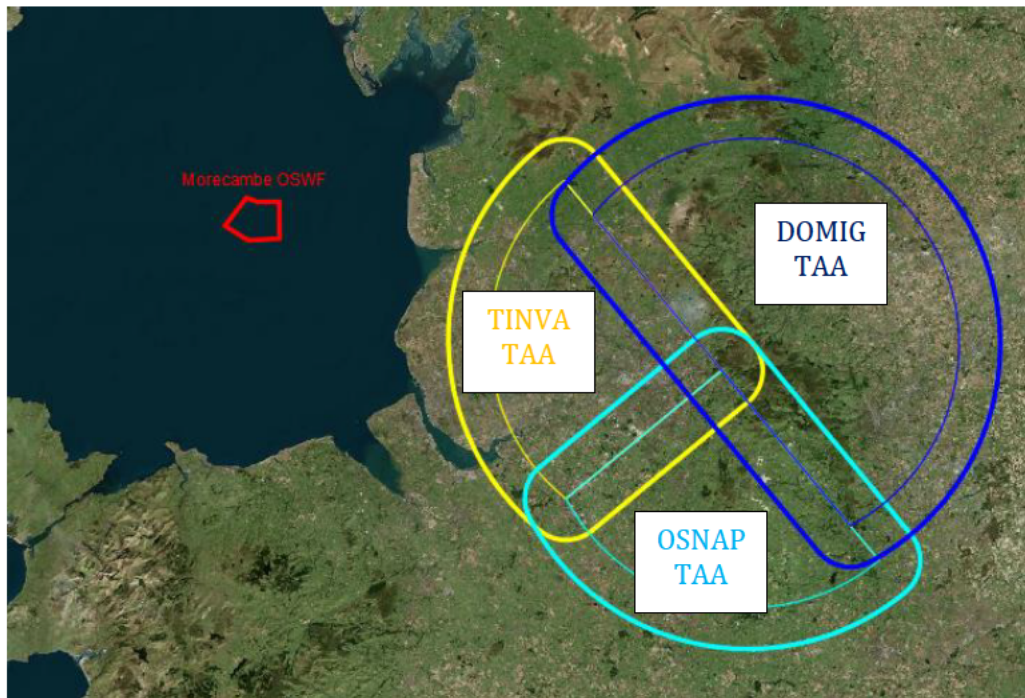 Morecambe OSWF
DOMIG
TAA
TINVA
TAA
OSNAP
TAA